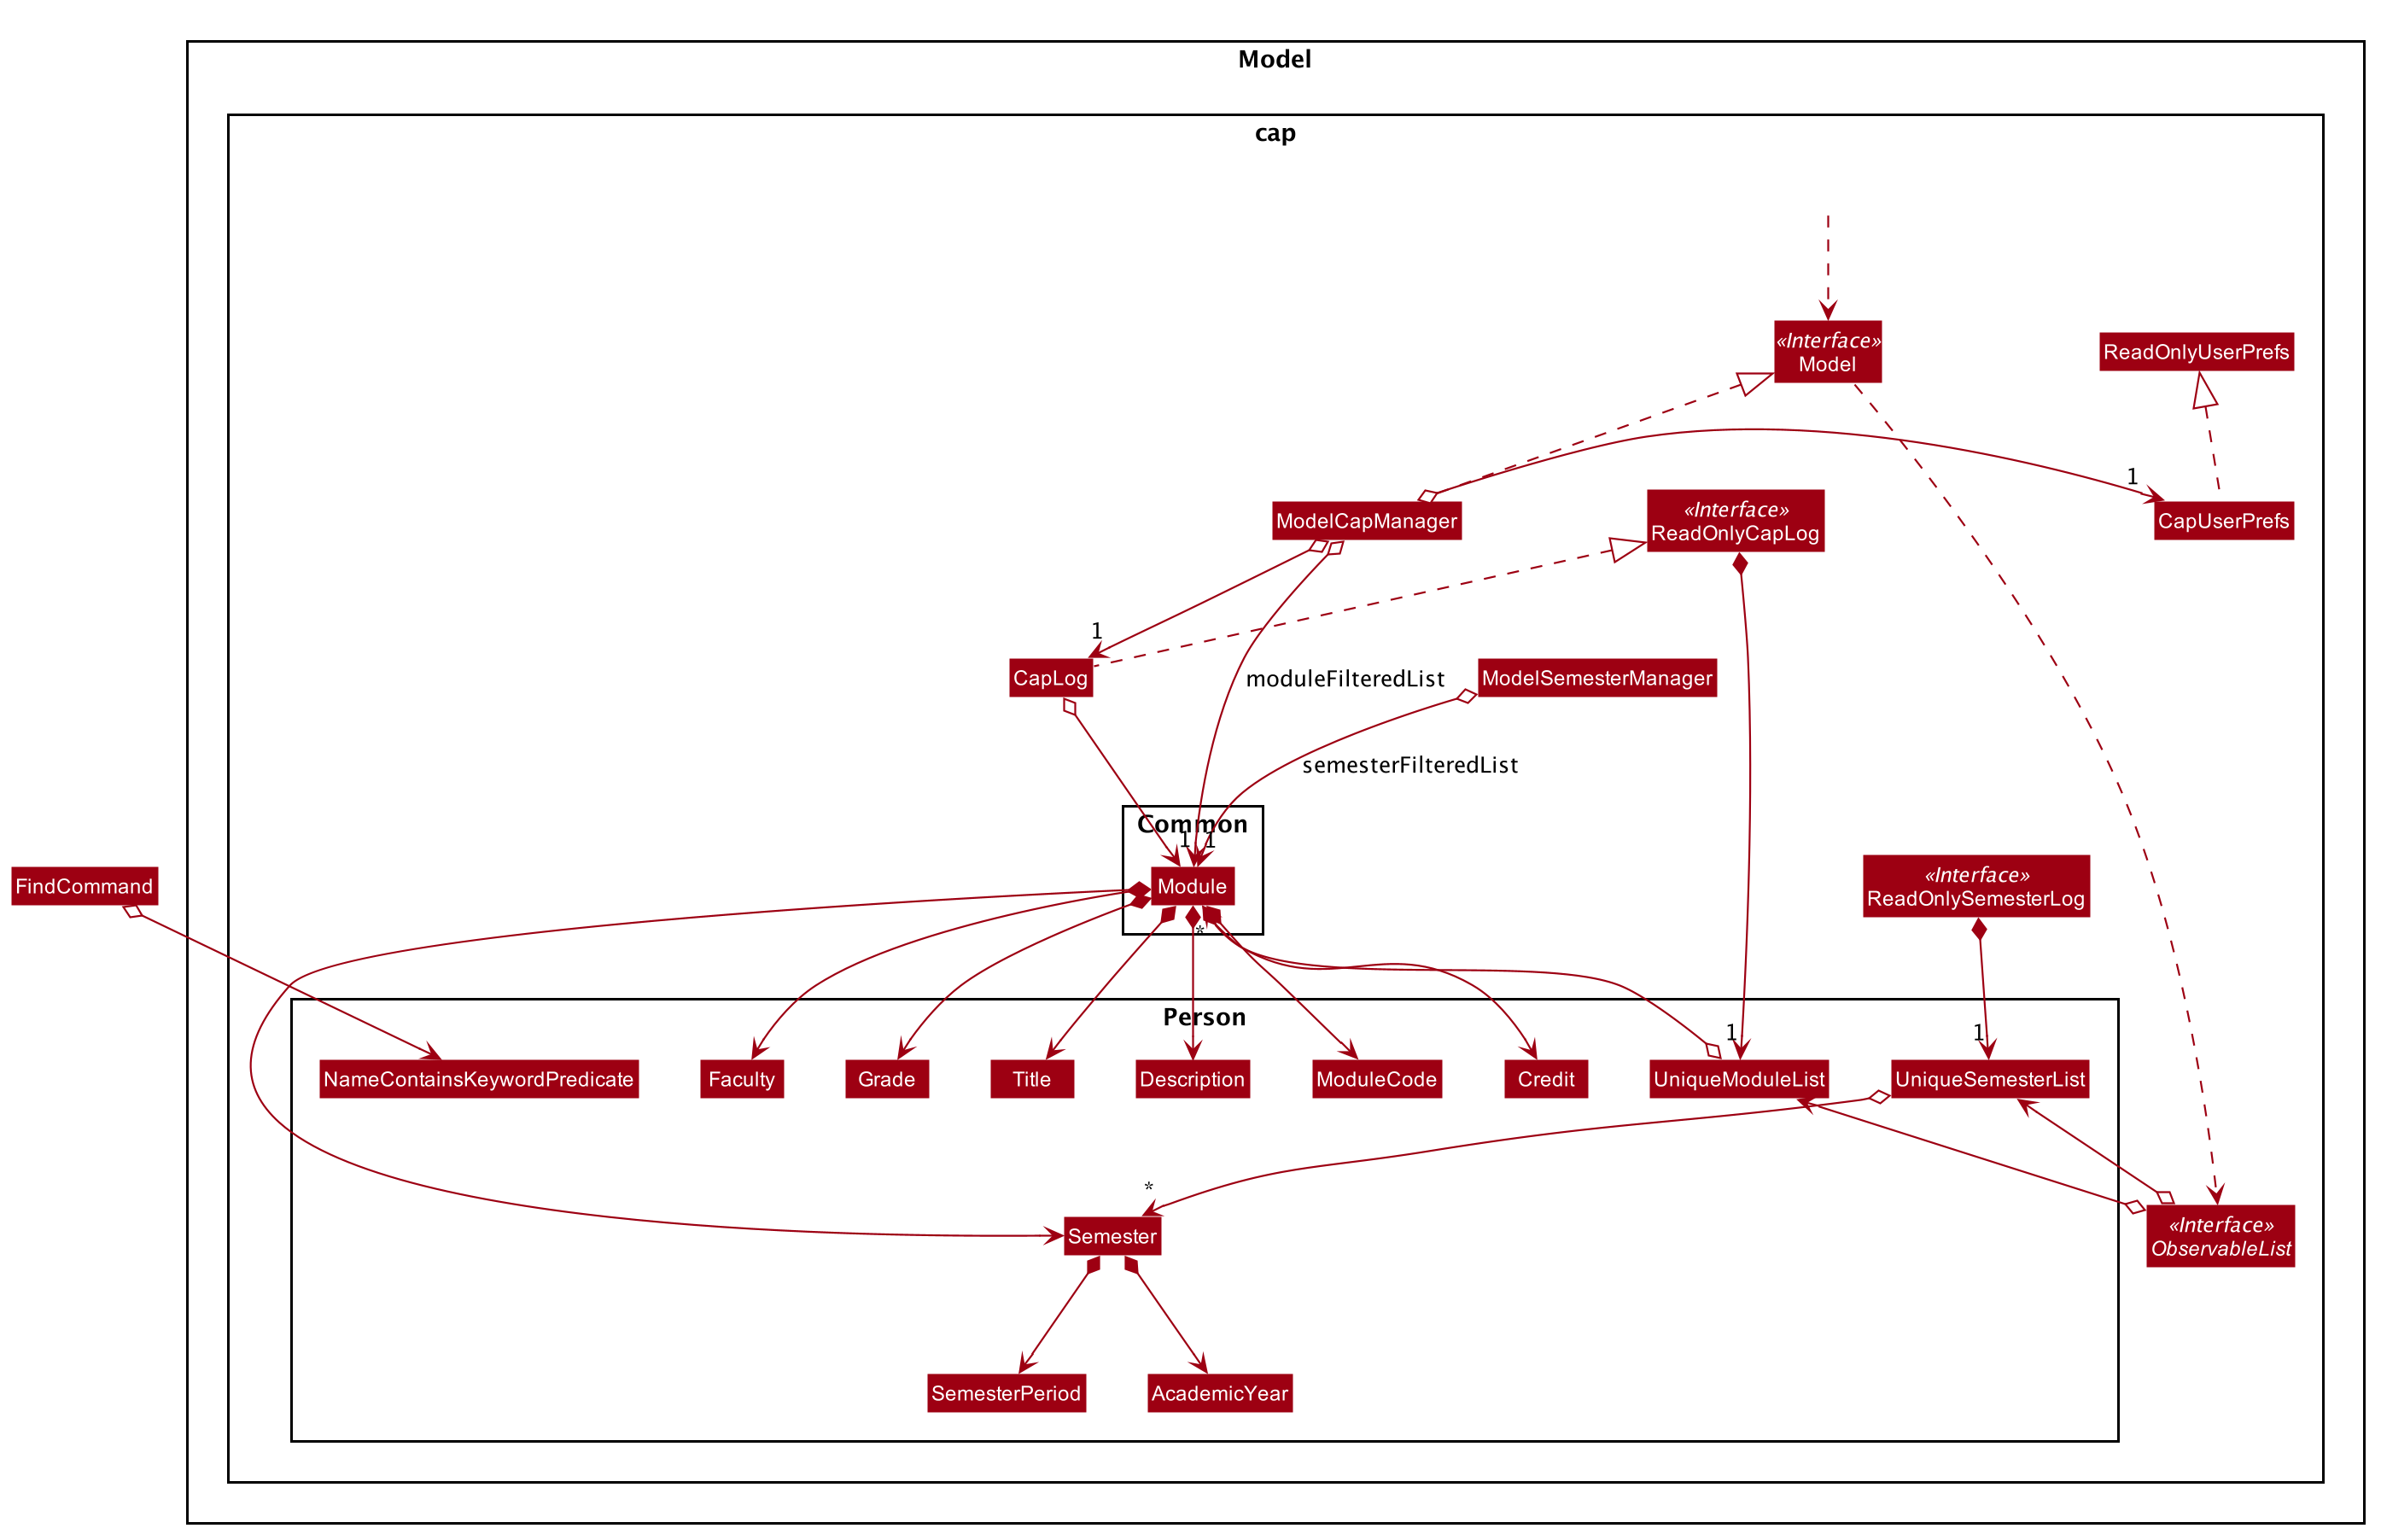 Model
cap
«Interface»
Model
ReadOnlyUserPrefs
1
ModelCapManager
«Interface»
ReadOnlyCapLog
CapUserPrefs
1
CapLog
moduleFilteredList
ModelSemesterManager
semesterFilteredList
Common
1
1
FindCommand
Module
«Interface»
ReadOnlySemesterLog
*
Person
1
1
NameContainsKeywordPredicate
Faculty
Grade
Title
Description
ModuleCode
Credit
UniqueModuleList
UniqueSemesterList
*
Semester
«Interface»
ObservableList
SemesterPeriod
AcademicYear